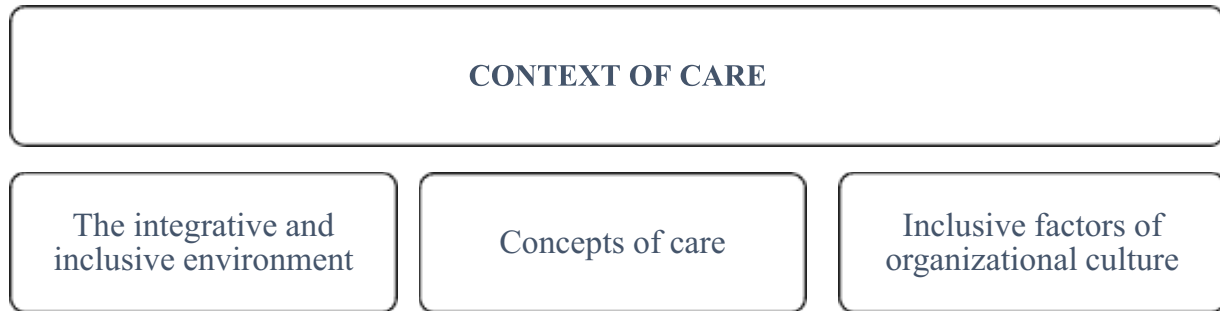 CONTEXT OF CARE
The integrative and
inclusive environment
Concepts of care
Inclusive factors of
organizational culture